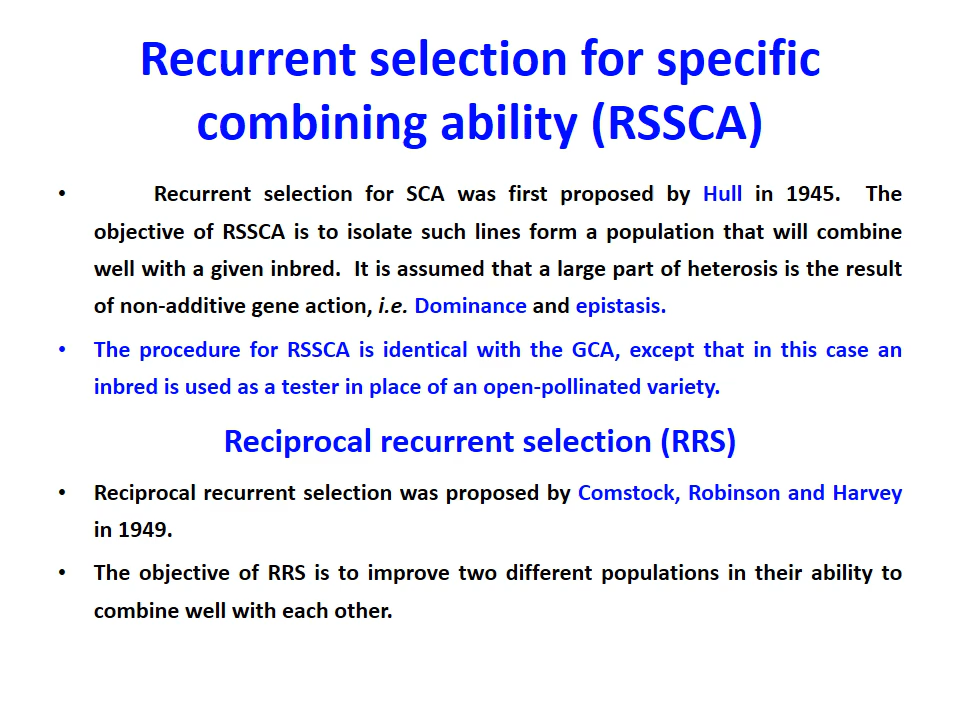 Recurrent selection for specific
combining ability (RSSCA)
• Recurrent selection for SCA was first proposed by Hull in 1945. The
objective of RSSCA is to isolate such lines form a population that will combine
well with a given inbred. It is assumed that a large part of heterosis is the result
of non-additive gene action, i.e. Dominance and epistasis.
• The procedure for RSSCA is identical with the GCA, except that in this case an
inbred is used as a tester in place of an open-pollinated variety.
Reciprocal recurrent selection (RRS)
• Reciprocal recurrent selection was proposed by Comstock, Robinson and Harvey
in 1949.
• The objective of RRS is to improve two different populations in their ability to
combine well with each other.